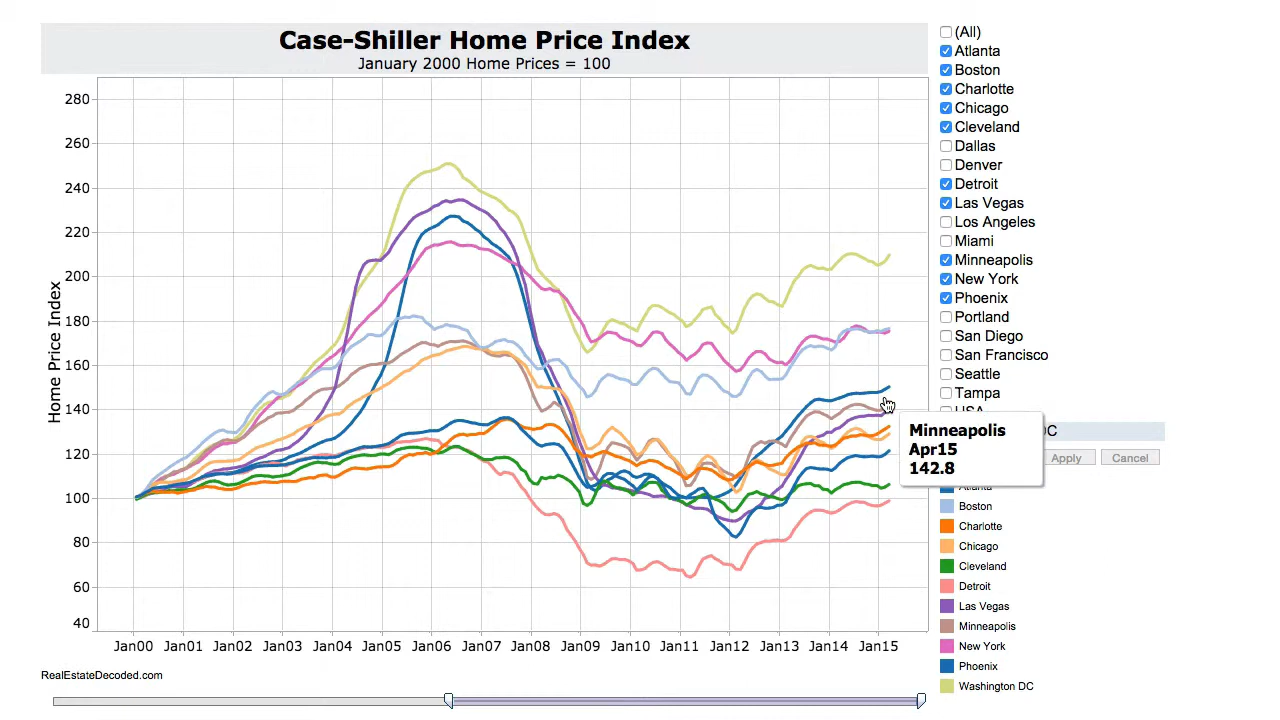 Case-Shiller Home Price Index
January 2000 Home Prices = 100
Home Price Index
280
260
240
220
200
180
160
140
120
100
80
60
40
Jan00 Jan01 Jan02 Jan03 Jan04 Jan05 Jan06 Jan07 Jan08 Jan09 Jan10 Jan11 Jan12 Jan13 Jan14 Jan15
RealEstateDecoded.com
(All)
Atlanta
Boston
Charlotte
Chicago
Cleveland
Dallas
Denver
Detroit
Las Vegas
Los Angeles
Miami
Minneapolis
New York
Phoenix
Portland
San Diego
San Francisco
Seattle
Tampa
USA
DC
Minneapolis
Apr15
142.8
Apply Cancel
Atlanta
Boston
Charlotte
Chicago
Cleveland
Detroit
Las Vegas
Minneapolis
New York
Phoenix
Washington DC